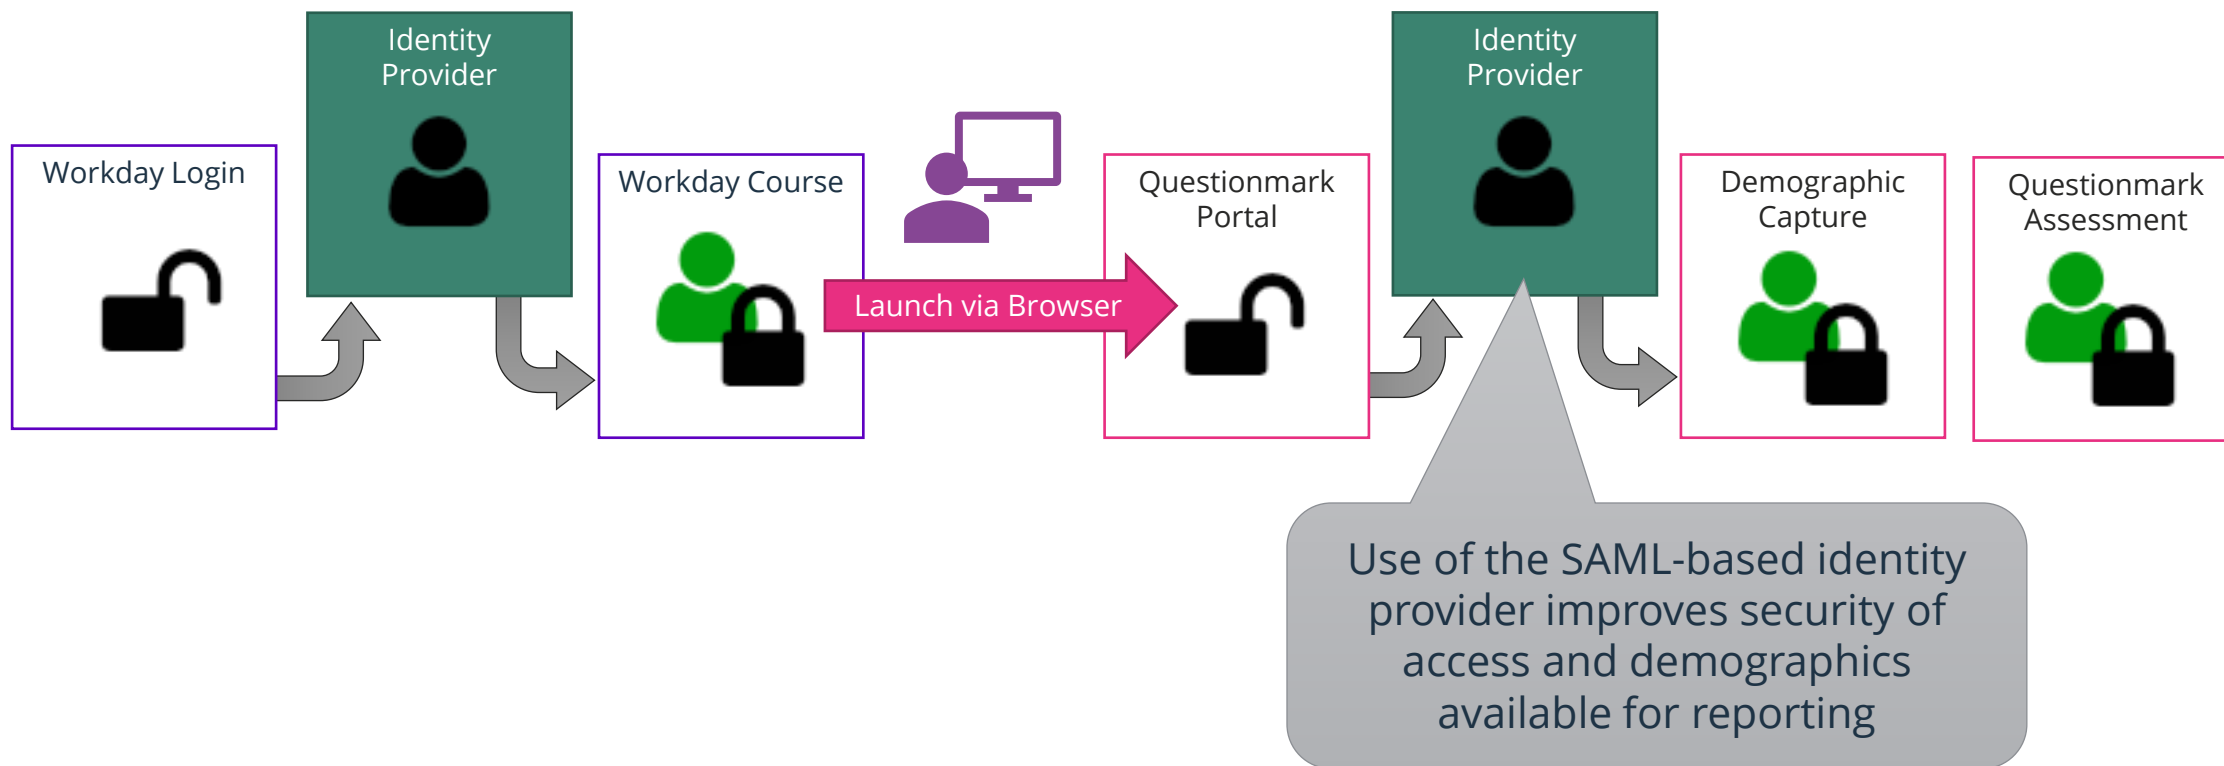 Identity
Provider
Identity
Provider
Workday Login
Workday Course
Questionmark
Portal
Demographic
Capture
Questionmark
Assessment
Launch via Browser
Use of the SAML-based identity
provider improves security of
access and demographics
available for reporting